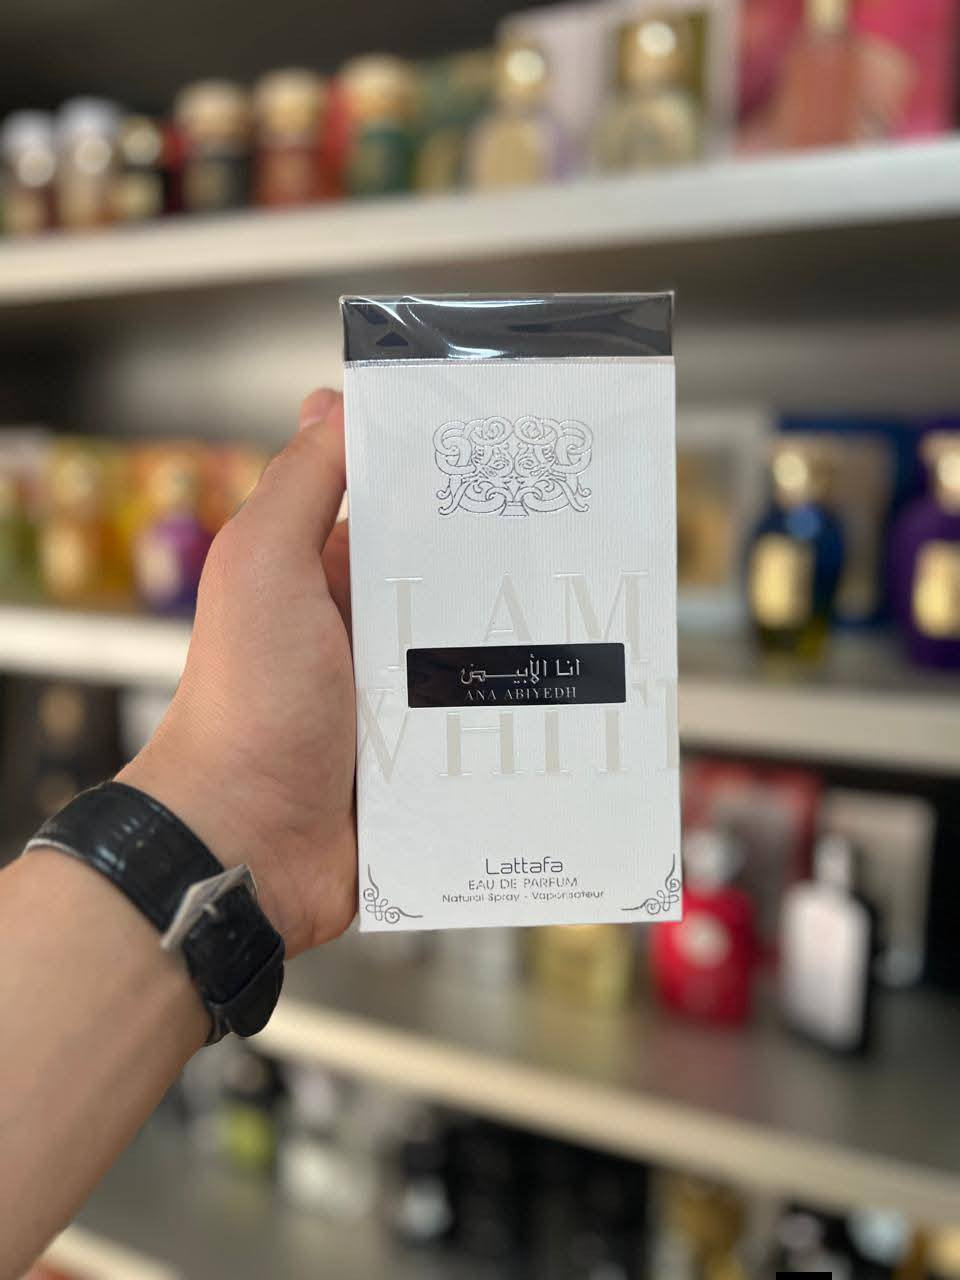 I AM
انا الأبيض
ANA ABIYEDH
WHITE
Lattafa
EAU DE PARFUM
Natural Spray - Vaporisateur